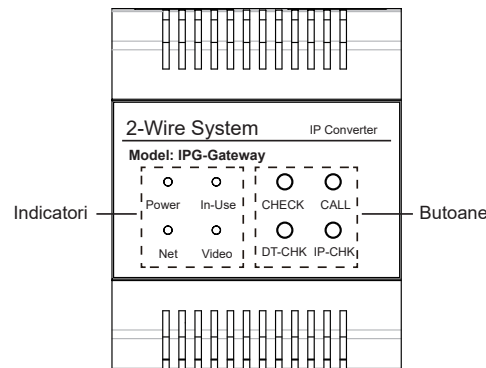 2-Wire System IP Converter
Model: IPG-Gateway
Indicatori
Power In-Use CHECK CALL
Net Video DT-CHK IP-CHK
Butoane